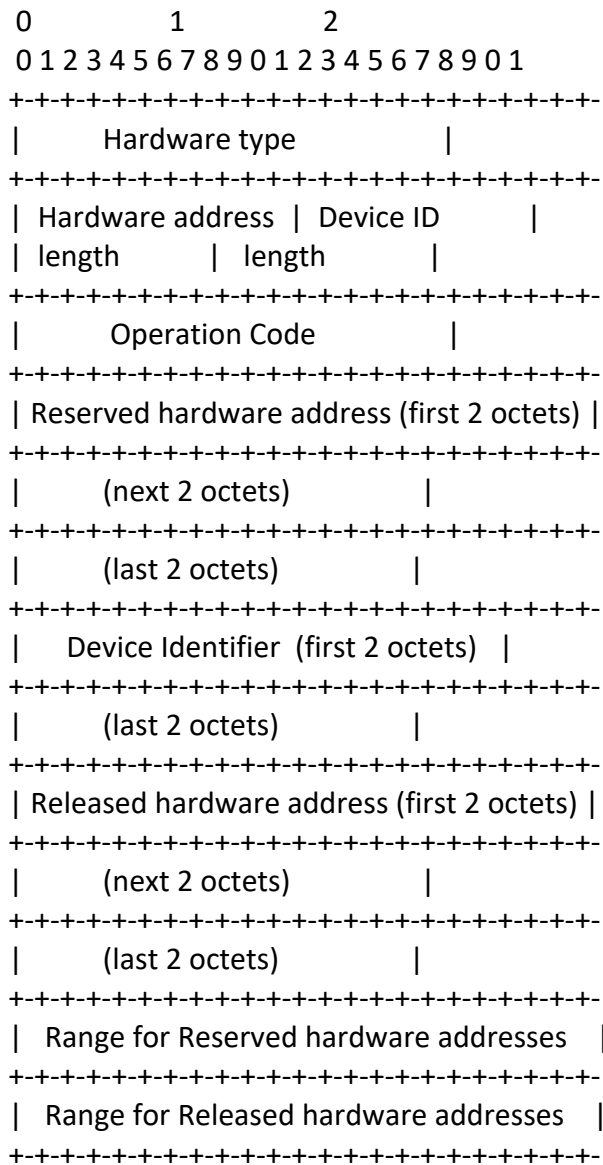 0 1 2
0 1 2 3 4 5 6 7 8 9 0 1 2 3 4 5 6 7 8 9 0 1
+-+-+-+-+-+-+-+-+-+-+-+-+-+-+-+-+-+-+-+-+-+-+-
| Hardware type |
+-+-+-+-+-+-+-+-+-+-+-+-+-+-+-+-+-+-+-+-+-+-+-
| Hardware address | Device ID |
| length | length |
+-+-+-+-+-+-+-+-+-+-+-+-+-+-+-+-+-+-+-+-+-+-+-
| Operation Code |
+-+-+-+-+-+-+-+-+-+-+-+-+-+-+-+-+-+-+-+-+-+-+-
| Reserved hardware address (first 2 octets) |
+-+-+-+-+-+-+-+-+-+-+-+-+-+-+-+-+-+-+-+-+-+-+-
| (next 2 octets) |
+-+-+-+-+-+-+-+-+-+-+-+-+-+-+-+-+-+-+-+-+-+-+-
| (last 2 octets) |
+-+-+-+-+-+-+-+-+-+-+-+-+-+-+-+-+-+-+-+-+-+-+-
| Device Identifier (first 2 octets) |
+-+-+-+-+-+-+-+-+-+-+-+-+-+-+-+-+-+-+-+-+-+-+-
| (last 2 octets) |
+-+-+-+-+-+-+-+-+-+-+-+-+-+-+-+-+-+-+-+-+-+-+-
| Released hardware address (first 2 octets) |
+-+-+-+-+-+-+-+-+-+-+-+-+-+-+-+-+-+-+-+-+-+-+-
| (next 2 octets) |
+-+-+-+-+-+-+-+-+-+-+-+-+-+-+-+-+-+-+-+-+-+-+-
| (last 2 octets) |
+-+-+-+-+-+-+-+-+-+-+-+-+-+-+-+-+-+-+-+-+-+-+-
| Range for Reserved hardware addresses |
+-+-+-+-+-+-+-+-+-+-+-+-+-+-+-+-+-+-+-+-+-+-+-
| Range for Released hardware addresses |
+-+-+-+-+-+-+-+-+-+-+-+-+-+-+-+-+-+-+-+-+-+-+-